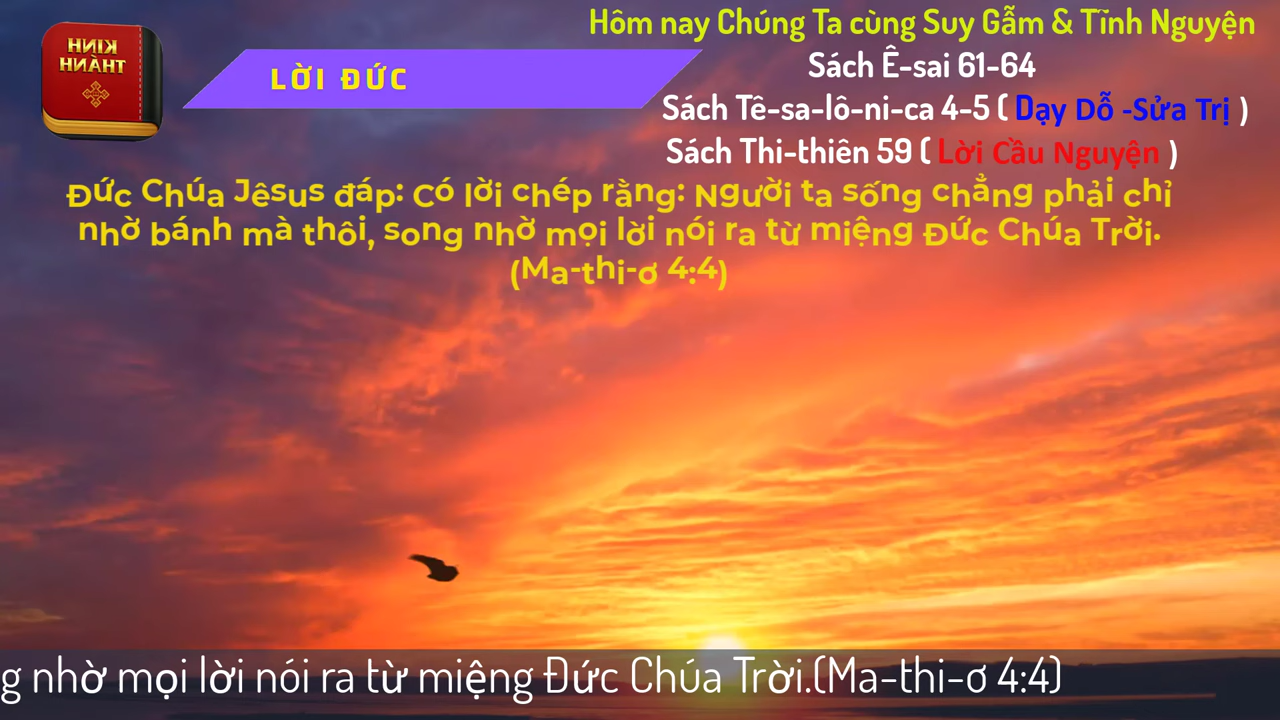 Hôm nay Chúng Ta cùng Suy Gẫm & Tĩnh Nguyện
KINH
THÀNH
LỜI ĐỨC
Sách Ê-sai 61-64
Sách Tê-sa-lô-ni-ca 4-5 ( Dạy Dỗ -Sửa Trị )
Sách Thi-thiên 59 ( Lời Cầu Nguyện )
Đức Chúa Jêsus đáp: Có lời chép rằng: Người ta sống chẳng phải chỉ
nhờ bánh mà thôi, song nhờ mọi lời nói ra từ miệng Đức Chúa Trời.
(Ma-thi-ơ 4:4)
g nhờ mọi lời nói ra từ miệng Đức Chúa Trời.(Ma-thi-ơ 4:4)